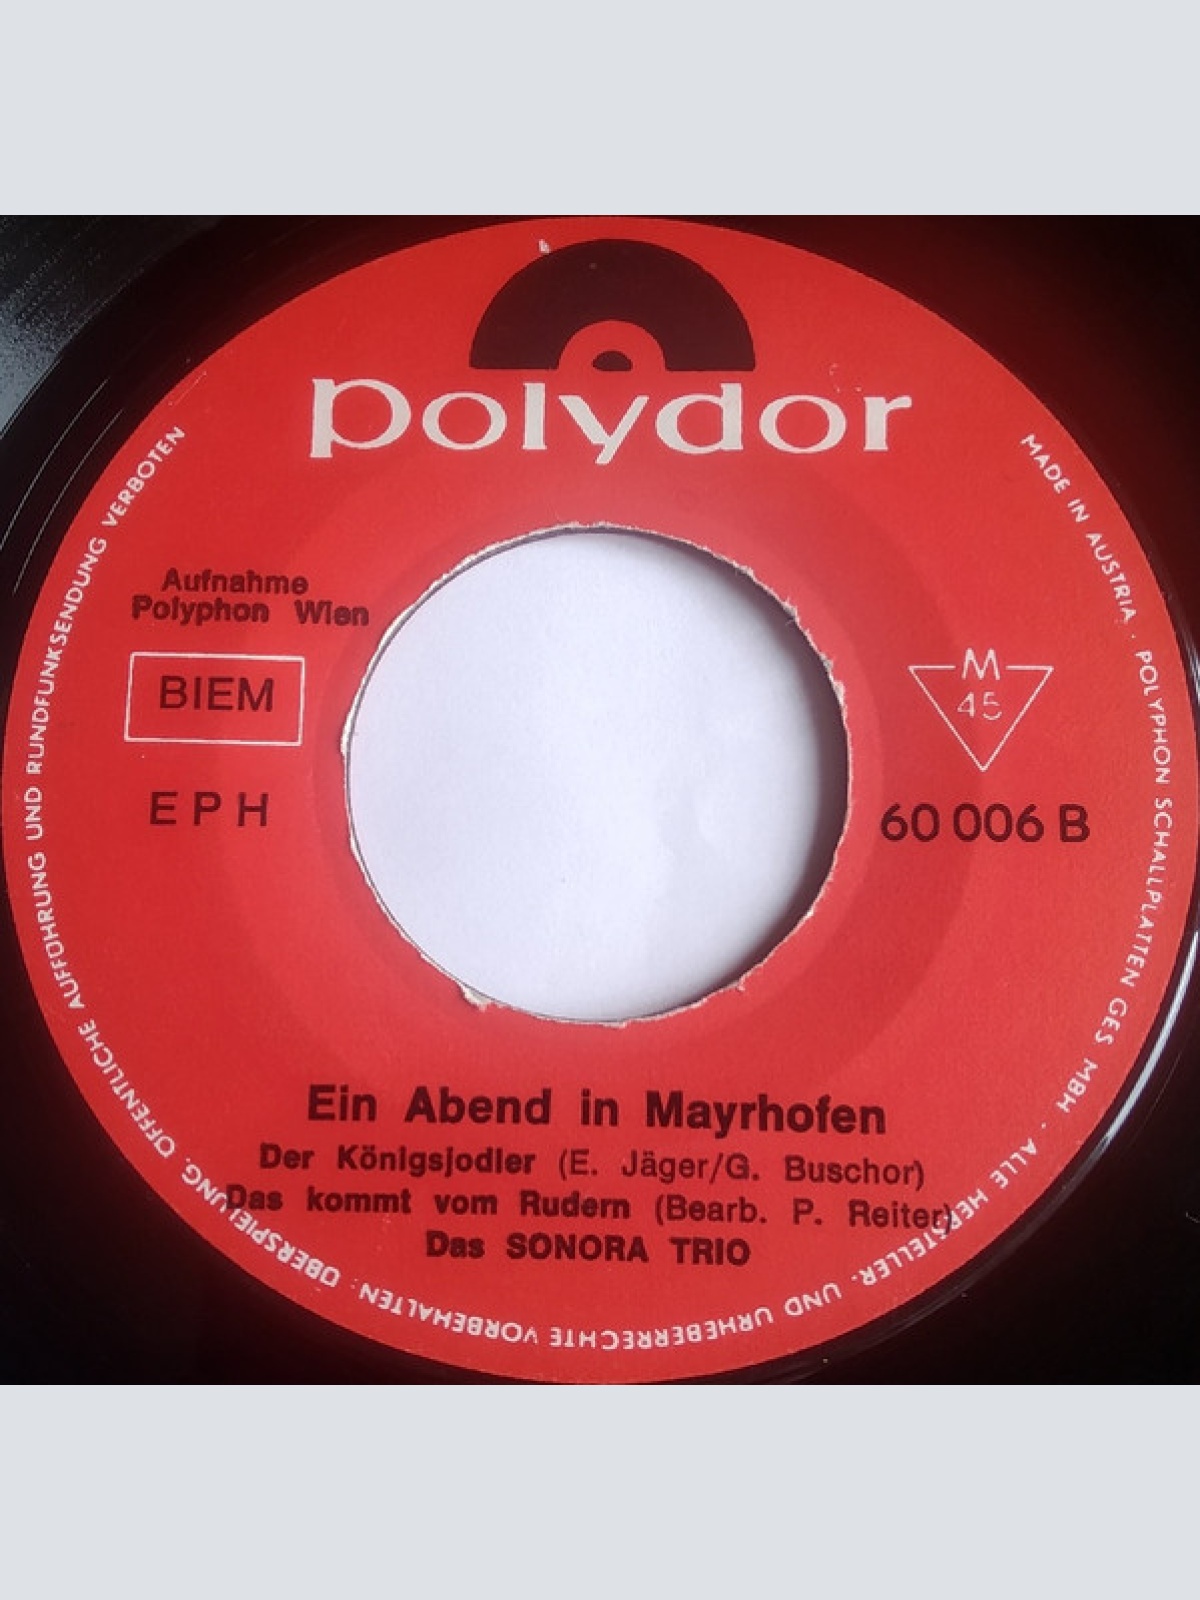 polydor
Aufnahme
Polyphon Wien
BIEM
E P H
M
45
60 006 B
Ein Abend in Mayrhofen
Der Königsjodler (E. Jäger/G. Buschor)
Das kommt vom Rudern (Bearb. P. Reiter)
Das SONORA TRIO
MADE IN AUSTRIA · POLYPHON SCHALLPLATTEN GES MBH · ALLE HERSTELLER- UND URHEBERRECHTE VORBEHALTEN · ÜBERSPIELUNG, ÖFFENTLICHE AUFFÜHRUNG UND RUNDFUNKSENDUNG VERBOTEN